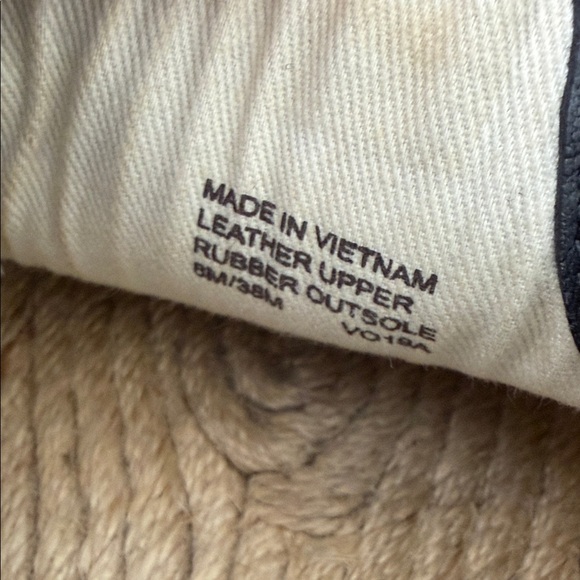 MADE IN VIETNAM
LEATHER UPPER
RUBBER OUTSOLE
8M/38M VO19A